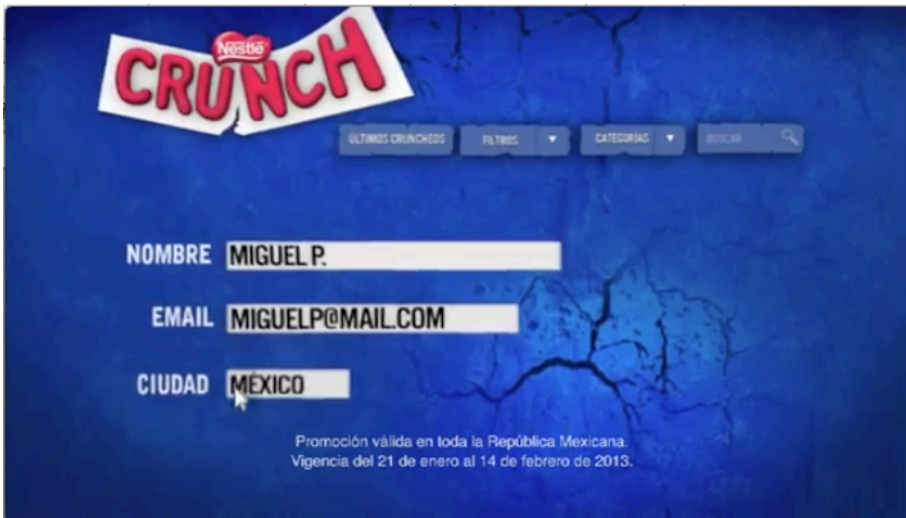 Nestlé
CRUNCH
ÚLTIMOS CRUNCHEOS FILTROS CATEGORÍAS BUSCAR
NOMBRE MIGUEL P.
EMAIL MIGUELP@MAIL.COM
CIUDAD MÉXICO
Promoción válida en toda la República Mexicana.
Vigencia del 21 de enero al 14 de febrero de 2013.